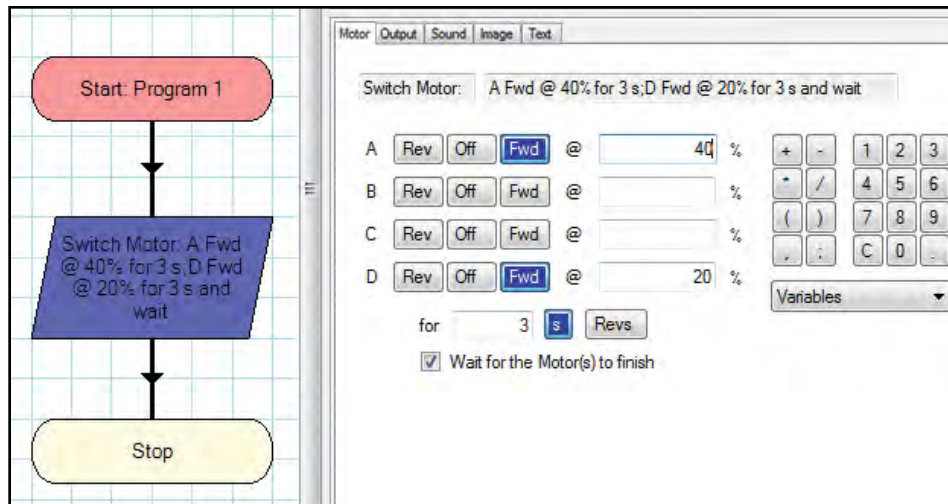 Start: Program 1
Switch Motor: A Fwd
@ 40% for 3 s;D Fwd
@ 20% for 3 s and
wait
Stop
Motor Output Sound Image Text
Switch Motor: A Fwd @ 40% for 3 s;D Fwd @ 20% for 3 s and wait
A Rev Off Fwd @ 40 %
B Rev Off Fwd @ %
C Rev Off Fwd @ %
D Rev Off Fwd @ 20 %
for 3 s Revs
Wait for the Motor(s) to finish
+ - 1 2 3
* / 4 5 6
( ) 7 8 9
, : C 0 .
Variables